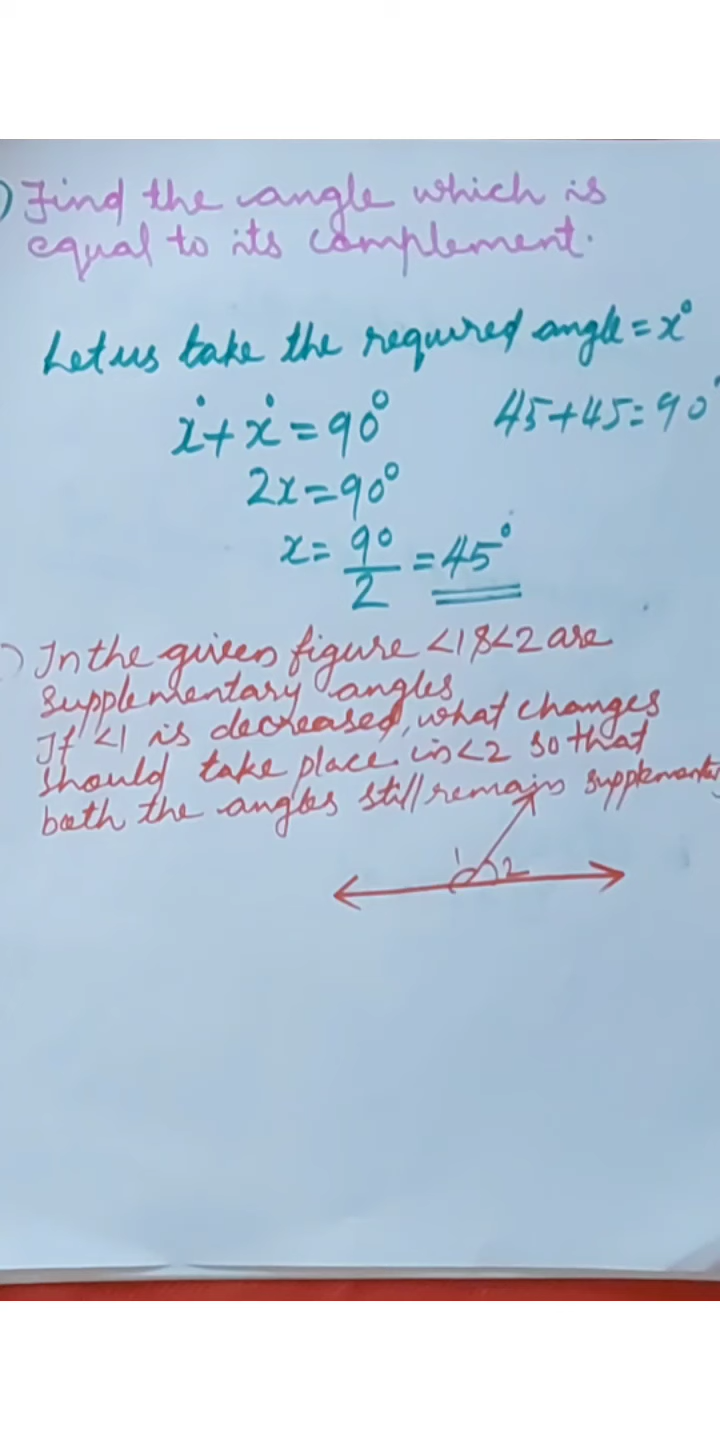 ) Find the angle which is
equal to its complement.
Let us take the required angle = x°
x° + x° = 90°
45+45=90°
2x=90°
x= 90/2 = 45°
) In the given figure <1 & <2 are
supplementary angles
If <1 is decreased, what changes
should take place in <2 so that
both the angles still remain supplementary
1 2